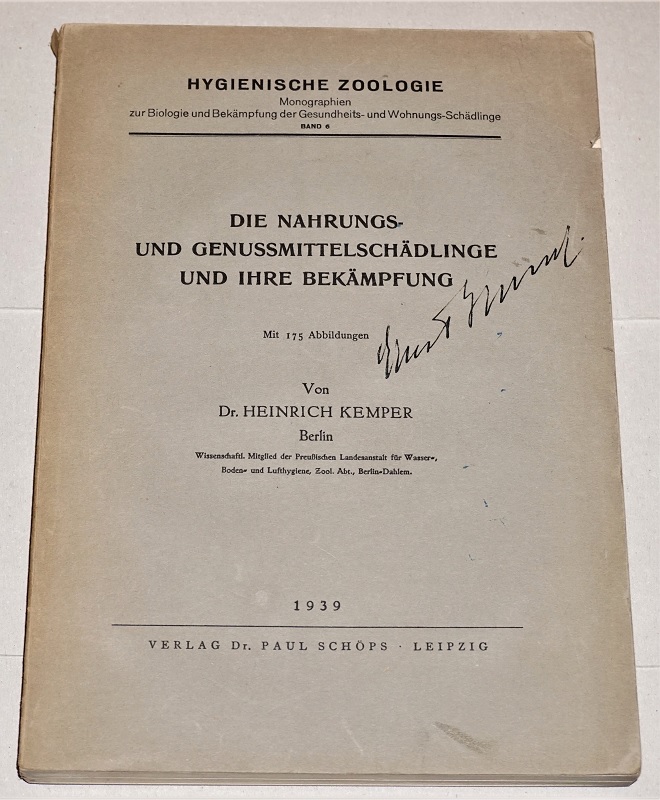 HYGIENISCHE ZOOLOGIE
Monographien
zur Biologie und Bekämpfung der Gesundheits- und Wohnungs-Schädlinge
BAND 6
DIE NAHRUNGS-
UND GENUSSMITTELSCHÄDLINGE
UND IHRE BEKÄMPFUNG
Mit 175 Abbildungen
Von
Dr. HEINRICH KEMPER
Berlin
Wissenschaftl. Mitglied der Preußischen Landesanstalt für Wasser-,
Boden- und Lufthygiene, Zool. Abt., Berlin-Dahlem.
1939
VERLAG Dr. PAUL SCHÖPS · LEIPZIG